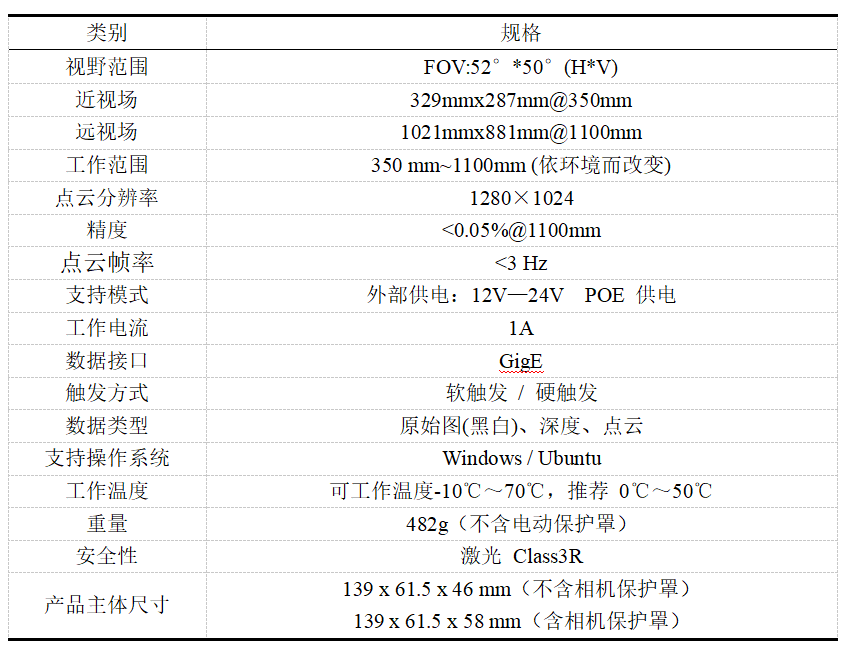 类别 规格
视野范围 FOV:52°*50°(H*V)
近视场 329mmx287mm@350mm
远视场 1021mmx881mm@1100mm
工作范围 350 mm~1100mm (依环境而改变)
点云分辨率 1280×1024
精度 <0.05%@1100mm
点云帧率 <3 Hz
支持模式 外部供电：12V—24V POE 供电
工作电流 1A
数据接口 GigE
触发方式 软触发 / 硬触发
数据类型 原始图(黑白)、深度、点云
支持操作系统 Windows / Ubuntu
工作温度 可工作温度-10℃～70℃，推荐 0℃～50℃
重量 482g（不含电动保护罩）
安全性 激光 Class3R
产品主体尺寸 139 x 61.5 x 46 mm（不含相机保护罩）
139 x 61.5 x 58 mm（含相机保护罩）